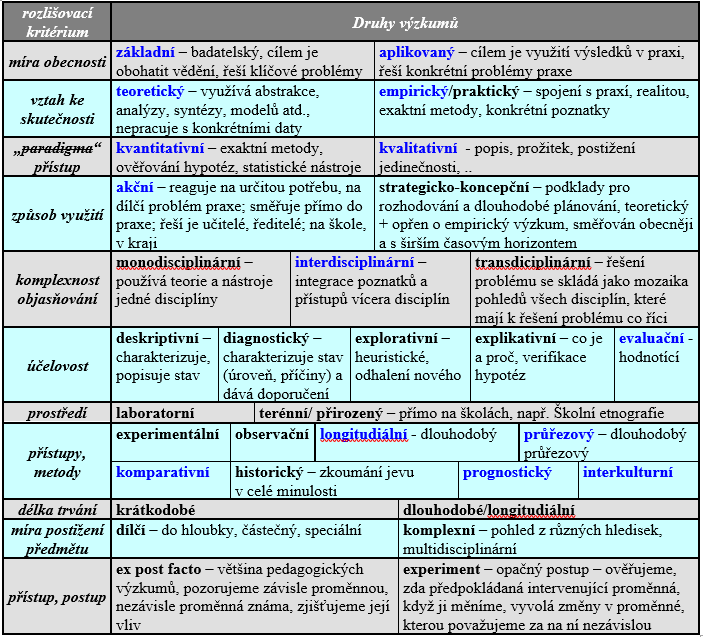 rozlišovací
kritérium
Druhy výzkumů
míra obecnosti
základní – badatelský, cílem je
obohatit vědění, řeší klíčové problémy
aplikovaný – cílem je využití výsledků v praxi,
řeší konkrétní problémy praxe
vztah ke
skutečnosti
teoretický – využívá abstrakce,
analýzy, syntézy, modelů atd.,
nepracuje s konkrétními daty
empirický/praktický – spojení s praxí, realitou,
exaktní metody, konkrétní poznatky
„paradigma“
přístup
kvantitativní – exaktní metody,
ověřování hypotéz, statistické nástroje
kvalitativní - popis, prožitek, postižení
jedinečnosti, ..
způsob využití
akční – reaguje na určitou potřebu, na
dílčí problém praxe; směřuje přímo do
praxe; řeší je učitelé, ředitelé; na škole,
v kraji
strategicko-koncepční – podklady pro
rozhodování a dlouhodobé plánování, teoretický
+ opřen o empirický výzkum, směřován obecněji
a s širším časovým horizontem
komplexnost
objasňování
monodisciplinární –
používá teorie a nástroje
jedné disciplíny
interdisciplinární –
integrace poznatků a
přístupů vícera disciplín
transdiciplinární – řešení
problému se skládá jako mozaika
pohledů všech disciplín, které
mají k řešení problému co říci
účelovost
deskriptivní –
charakterizuje,
popisuje stav
diagnostický –
charakterizuje stav
(úroveň, příčiny) a
dává doporučení
explorativní –
heuristické,
odhalení nového
explikativní – co je
a proč, verifikace
hypotéz
evaluační -
hodnotící
prostředí
laboratorní
terénní/ přirozený – přímo na školách, např. Školní etnografie
přístupy,
metody
experimentální
observační
longitudiální - dlouhodobý
průřezový – dlouhodobý
průřezový
komparativní
historický – zkoumání jevu
v celé minulosti
prognostický
interkulturní
délka trvání
krátkodobé
dlouhodobé/longitudiální
míra postižení
předmětu
dílčí – do hloubky, částečný, speciální
komplexní – pohled z různých hledisek,
multidisciplinární
přístup, postup
ex post facto – většina pedagogických
výzkumů, pozorujeme závisle proměnnou,
nezávisle proměnná známa, zjišťujeme její
vliv
experiment – opačný postup – ověřujeme,
zda předpokládaná intervenující proměnná,
když ji měníme, vyvolá změny v proměnné,
kterou považujeme za na ní nezávislou